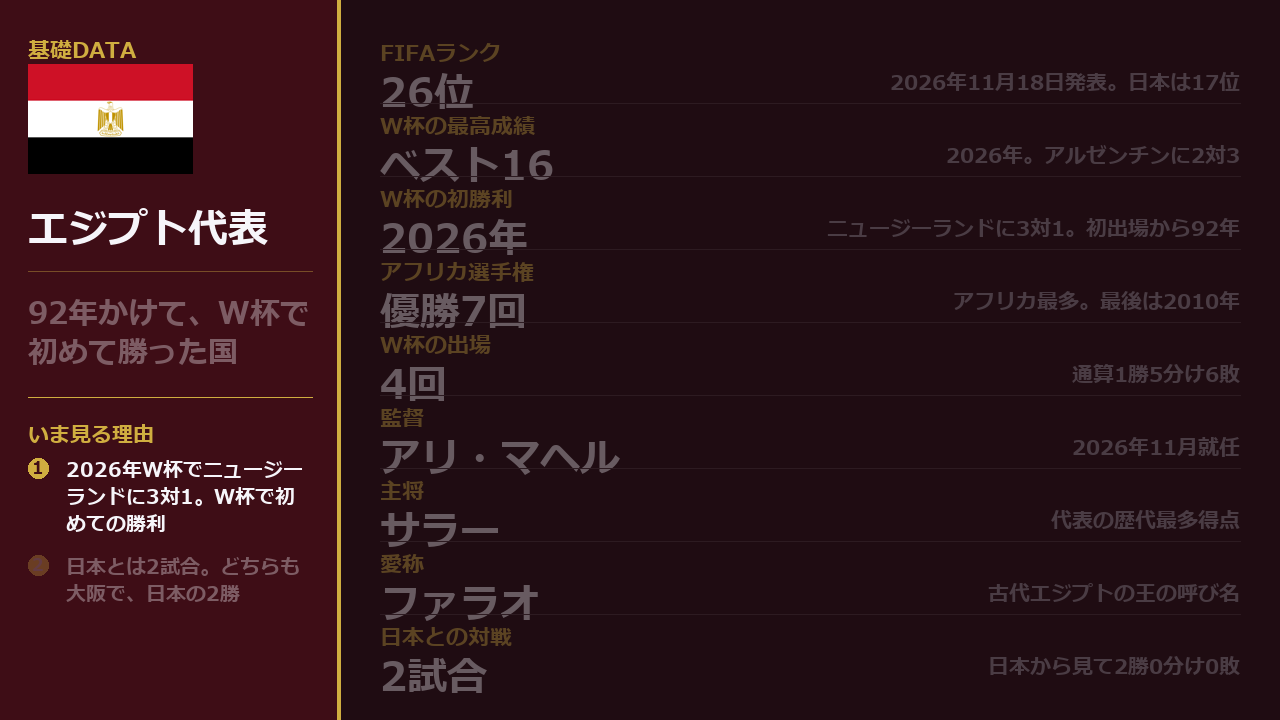 基礎DATA
エジプト代表
92年かけて、W杯で
初めて勝った国
いま見る理由
1
2026年W杯でニュージー
ランドに3対1。W杯で初
めての勝利
日本とは2試合。どちらも
大阪で、日本の2勝
FIFAランク
26位
2026年11月18日発表。日本は17位
W杯の最高成績
ベスト16
2026年。アルゼンチンに2対3
W杯の初勝利
2026年
ニュージーランドに3対1。初出場から92年
アフリカ選手権
優勝7回
アフリカ最多。最後は2010年
W杯の出場
4回
通算1勝5分け6敗
監督
アリ・マヘル
2026年11月就任
主将
サラー
代表の歴代最多得点
愛称
ファラオ
古代エジプトの王の呼び名
日本との対戦
2試合
日本から見て2勝0分け0敗